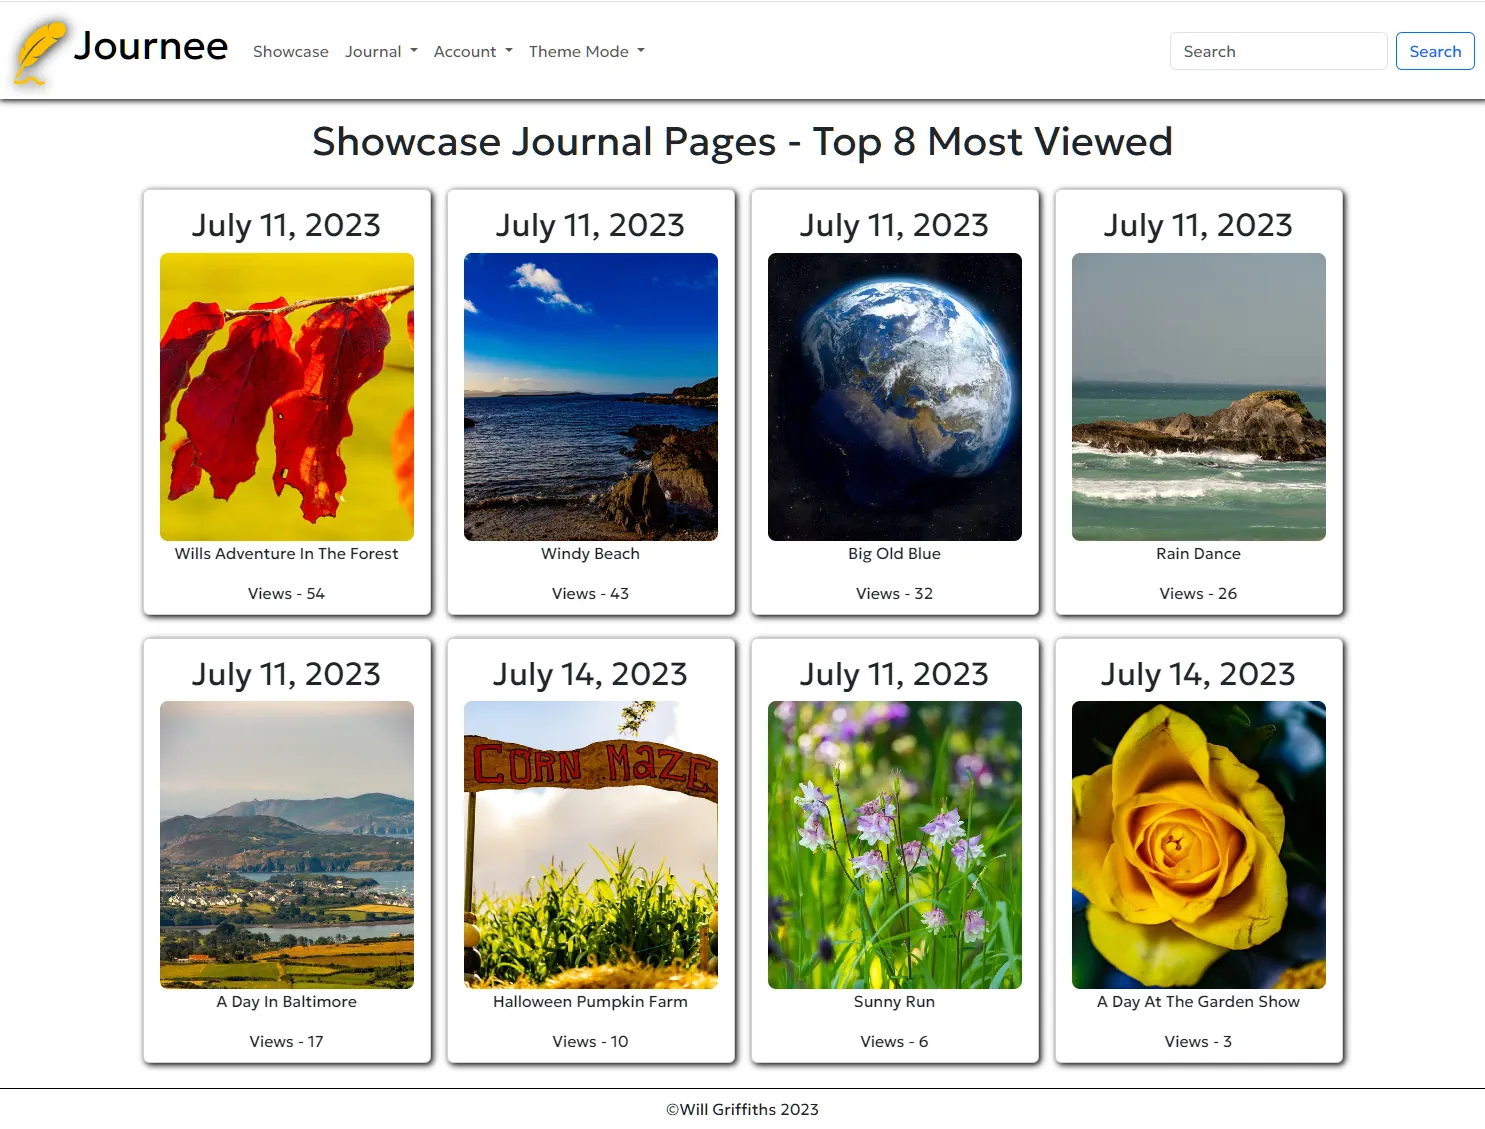 Journee Showcase Journal Account Theme Mode Search Search
Showcase Journal Pages - Top 8 Most Viewed
July 11, 2023
Wills Adventure In The Forest
Views - 54
July 11, 2023
Windy Beach
Views - 43
July 11, 2023
Big Old Blue
Views - 32
July 11, 2023
Rain Dance
Views - 26
July 11, 2023
A Day In Baltimore
Views - 17
July 14, 2023
CORN MaZE
Halloween Pumpkin Farm
Views - 10
July 11, 2023
Sunny Run
Views - 6
July 14, 2023
A Day At The Garden Show
Views - 3
©Will Griffiths 2023